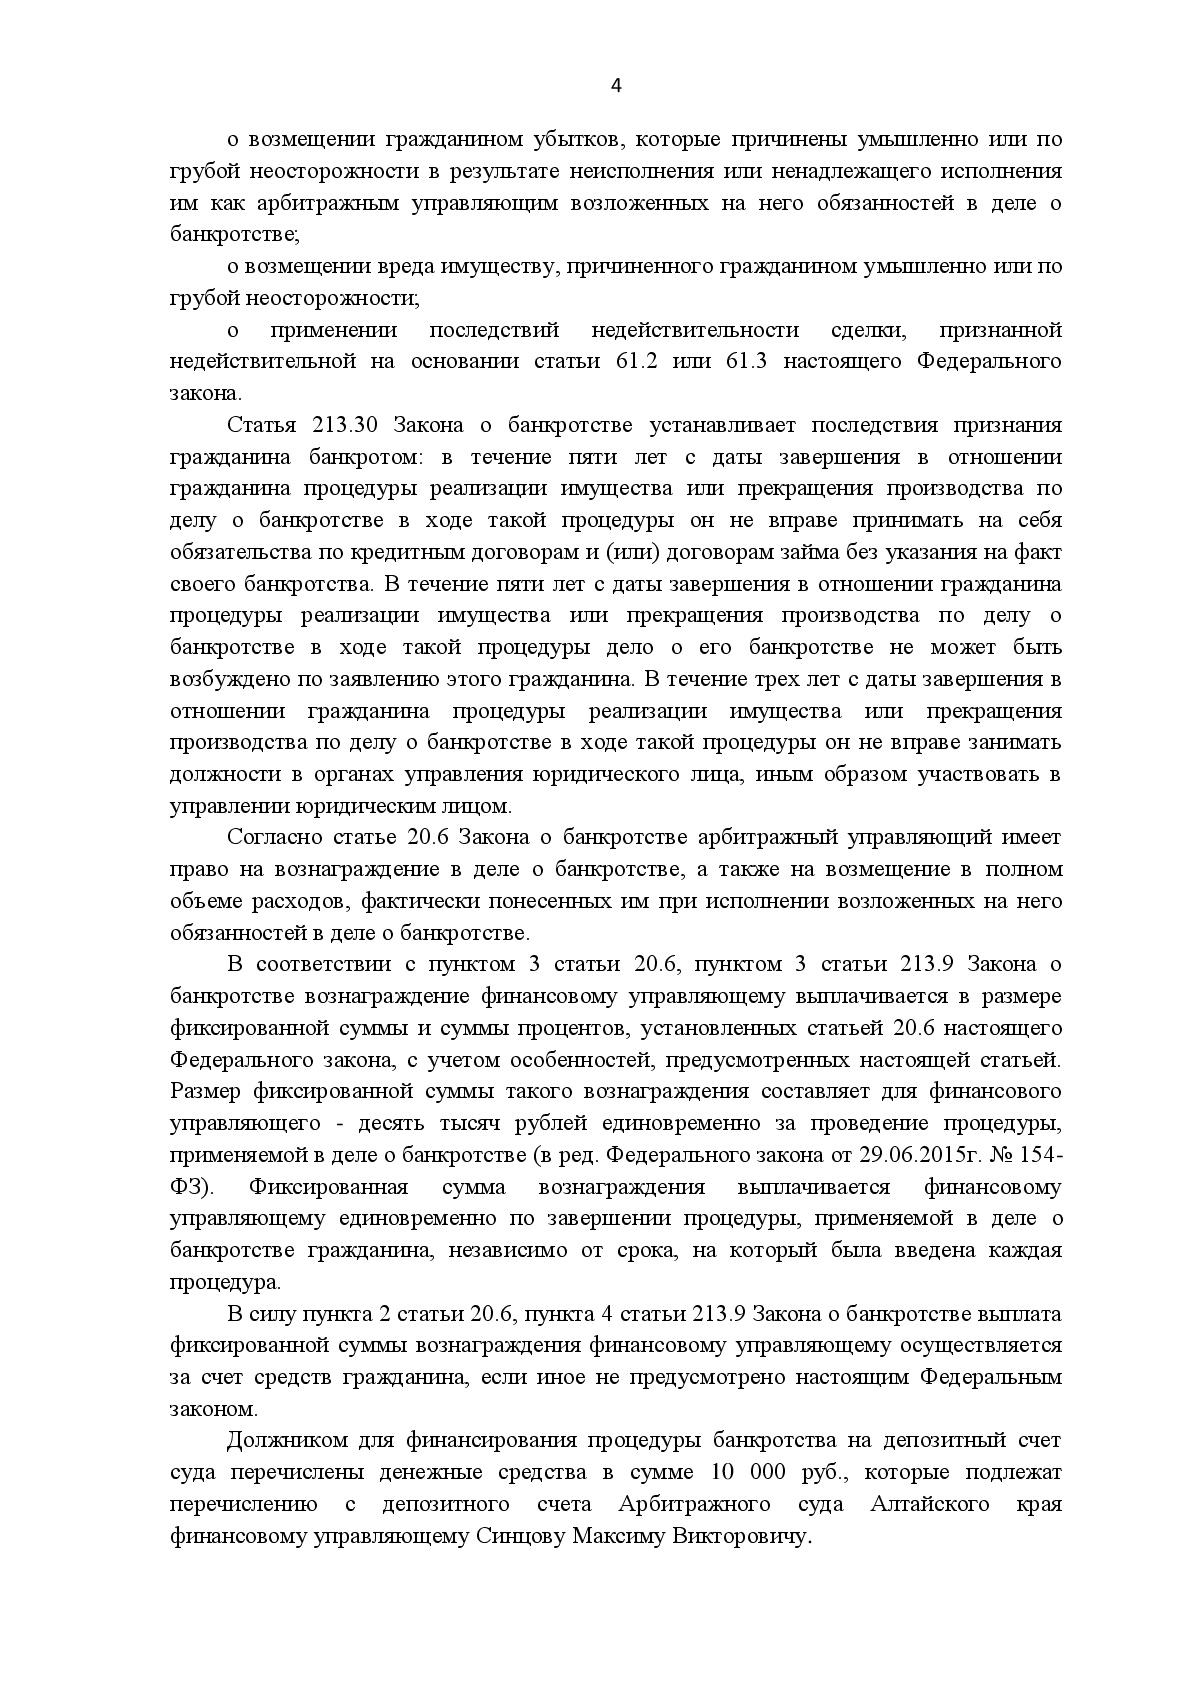 4
о возмещении гражданином убытков, которые причинены умышленно или по
грубой неосторожности в результате неисполнения или ненадлежащего исполнения
им как арбитражным управляющим возложенных на него обязанностей в деле о
банкротстве;
о возмещении вреда имуществу, причиненного гражданином умышленно или по
грубой неосторожности;
о применении последствий недействительности сделки, признанной
недействительной на основании статьи 61.2 или 61.3 настоящего Федерального
закона.
Статья 213.30 Закона о банкротстве устанавливает последствия признания
гражданина банкротом: в течение пяти лет с даты завершения в отношении
гражданина процедуры реализации имущества или прекращения производства по
делу о банкротстве в ходе такой процедуры он не вправе принимать на себя
обязательства по кредитным договорам и (или) договорам займа без указания на факт
своего банкротства. В течение пяти лет с даты завершения в отношении гражданина
процедуры реализации имущества или прекращения производства по делу о
банкротстве в ходе такой процедуры дело о его банкротстве не может быть
возбуждено по заявлению этого гражданина. В течение трех лет с даты завершения в
отношении гражданина процедуры реализации имущества или прекращения
производства по делу о банкротстве в ходе такой процедуры он не вправе занимать
должности в органах управления юридического лица, иным образом участвовать в
управлении юридическим лицом.
Согласно статье 20.6 Закона о банкротстве арбитражный управляющий имеет
право на вознаграждение в деле о банкротстве, а также на возмещение в полном
объеме расходов, фактически понесенных им при исполнении возложенных на него
обязанностей в деле о банкротстве.
В соответствии с пунктом 3 статьи 20.6, пунктом 3 статьи 213.9 Закона о
банкротстве вознаграждение финансовому управляющему выплачивается в размере
фиксированной суммы и суммы процентов, установленных статьей 20.6 настоящего
Федерального закона, с учетом особенностей, предусмотренных настоящей статьей.
Размер фиксированной суммы такого вознаграждения составляет для финансового
управляющего - десять тысяч рублей единовременно за проведение процедуры,
применяемой в деле о банкротстве (в ред. Федерального закона от 29.06.2015г. № 154-
ФЗ). Фиксированная сумма вознаграждения выплачивается финансовому
управляющему единовременно по завершении процедуры, применяемой в деле о
банкротстве гражданина, независимо от срока, на который была введена каждая
процедура.
В силу пункта 2 статьи 20.6, пункта 4 статьи 213.9 Закона о банкротстве выплата
фиксированной суммы вознаграждения финансовому управляющему осуществляется
за счет средств гражданина, если иное не предусмотрено настоящим Федеральным
законом.
Должником для финансирования процедуры банкротства на депозитный счет
суда перечислены денежные средства в сумме 10 000 руб., которые подлежат
перечислению с депозитного счета Арбитражного суда Алтайского края
финансовому управляющему Синцову Максиму Викторовичу.